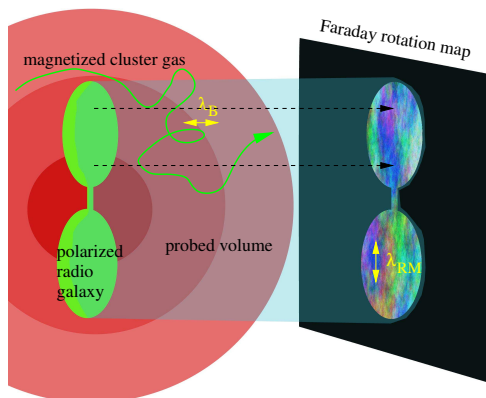 Faraday rotation map
magnetized cluster gas
λB
probed volume
polarized
radio
galaxy
λRM